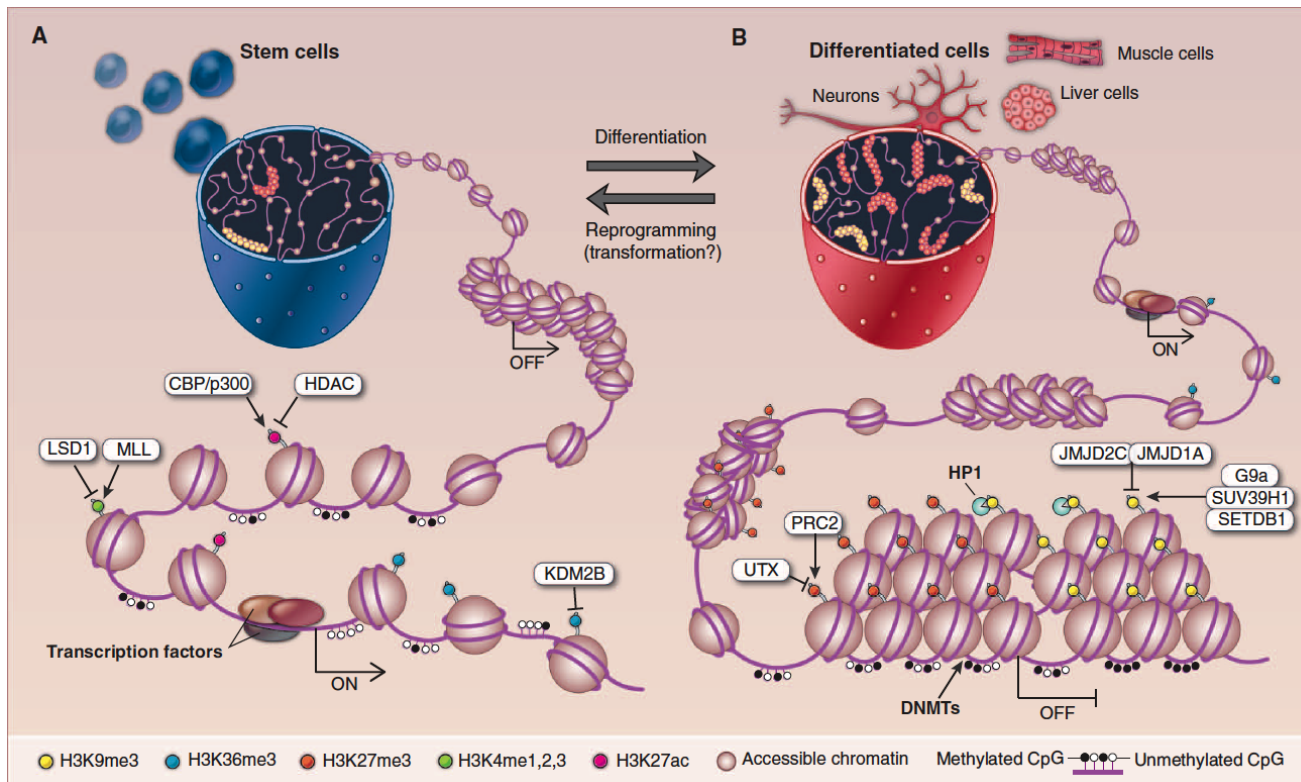 A
Stem cells
B
Differentiated cells
Muscle cells
Neurons
Liver cells
Differentiation
Reprogramming
(transformation?)
OFF
ON
CBP/p300
HDAC
LSD1
MLL
KDM2B
Transcription factors
ON
JMJD2C
JMJD1A
HP1
G9a
SUV39H1
SETDB1
PRC2
UTX
DNMTs
OFF
H3K9me3
H3K36me3
H3K27me3
H3K4me1,2,3
H3K27ac
Accessible chromatin
Methylated CpG
Unmethylated CpG